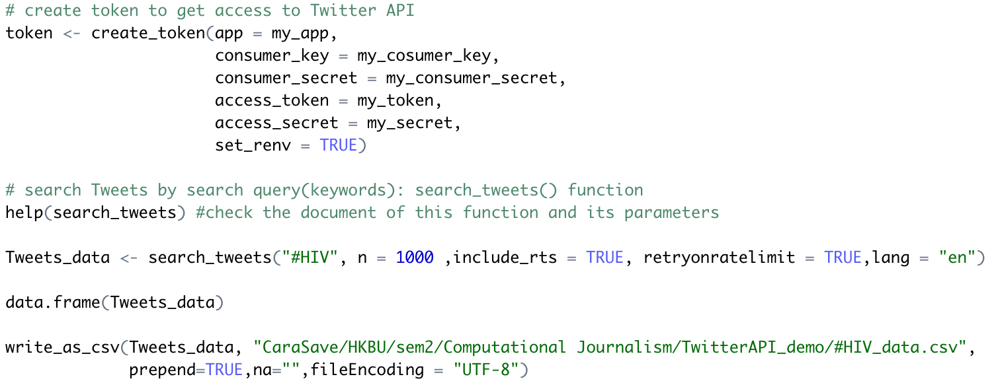 # create token to get access to Twitter API
token <- create_token(app = my_app,
consumer_key = my_cosumer_key,
consumer_secret = my_consumer_secret,
access_token = my_token,
access_secret = my_secret,
set_renv = TRUE)
# search Tweets by search query(keywords): search_tweets() function
help(search_tweets) #check the document of this function and its parameters
Tweets_data <- search_tweets("#HIV", n = 1000 ,include_rts = TRUE, retryonratelimit = TRUE,lang = "en")
data.frame(Tweets_data)
write_as_csv(Tweets_data, "CaraSave/HKBU/sem2/Computational Journalism/TwitterAPI_demo/#HIV_data.csv",
prepend=TRUE,na="",fileEncoding = "UTF-8")